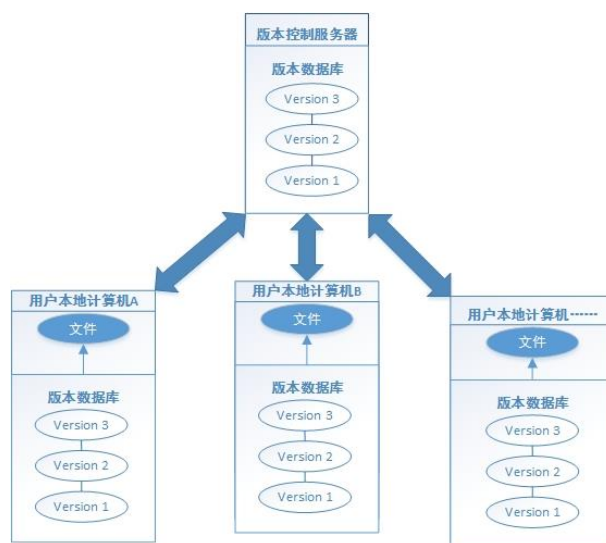 版本控制服务器
版本数据库
Version 3
Version 2
Version 1
用户本地计算机A
文件
版本数据库
Version 3
Version 2
Version 1
用户本地计算机B
文件
版本数据库
Version 3
Version 2
Version 1
用户本地计算机------
文件
版本数据库
Version 3
Version 2
Version 1